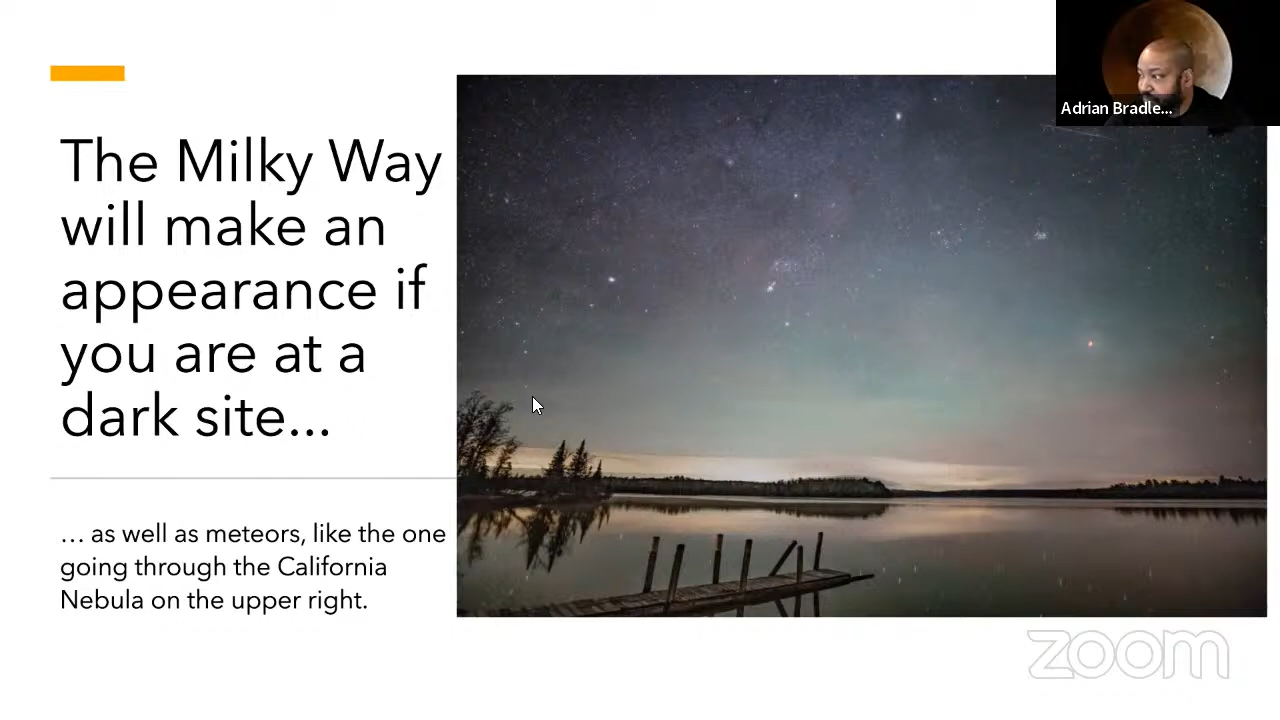 Adrian Bradle...
The Milky Way
will make an
appearance if
you are at a
dark site...
... as well as meteors, like the one
going through the California
Nebula on the upper right.
zoom